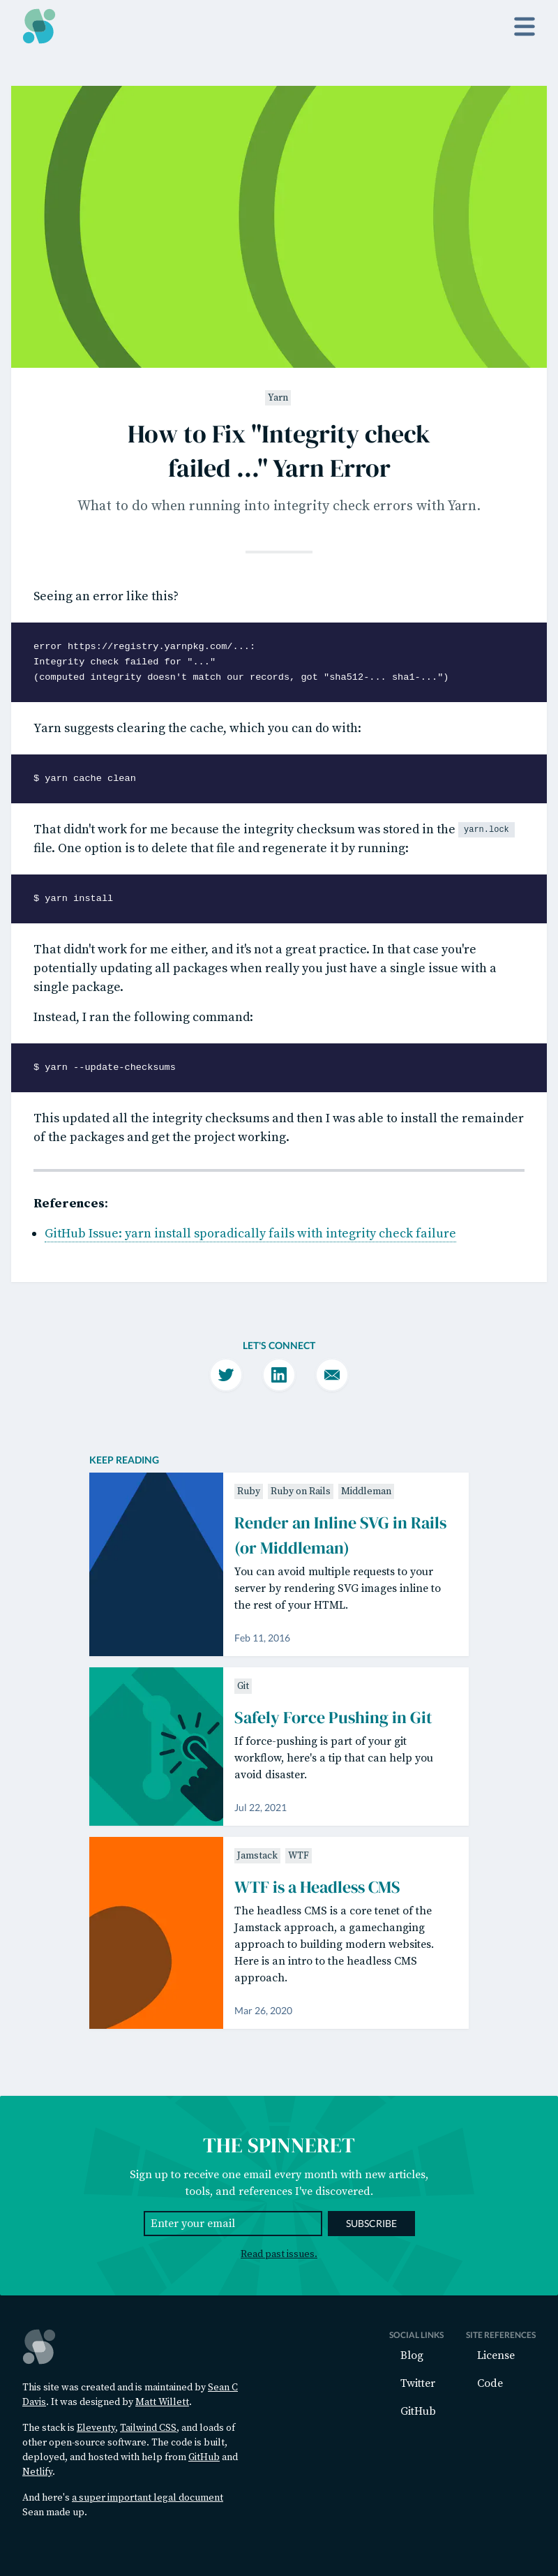 Yarn
How to Fix "Integrity check
failed ..." Yarn Error
What to do when running into integrity check errors with Yarn.
Seeing an error like this?
error https://registry.yarnpkg.com/...:
Integrity check failed for "..."
(computed integrity doesn't match our records, got "sha512-... sha1-...")
Yarn suggests clearing the cache, which you can do with:
$ yarn cache clean
That didn't work for me because the integrity checksum was stored in the yarn.lock
file. One option is to delete that file and regenerate it by running:
$ yarn install
That didn't work for me either, and it's not a great practice. In that case you're
potentially updating all packages when really you just have a single issue with a
single package.
Instead, I ran the following command:
$ yarn --update-checksums
This updated all the integrity checksums and then I was able to install the remainder
of the packages and get the project working.
References:
GitHub Issue: yarn install sporadically fails with integrity check failure
LET'S CONNECT
KEEP READING
Ruby Ruby on Rails Middleman
Render an Inline SVG in Rails
(or Middleman)
You can avoid multiple requests to your
server by rendering SVG images inline to
the rest of your HTML.
Feb 11, 2016
Git
Safely Force Pushing in Git
If force-pushing is part of your git
workflow, here's a tip that can help you
avoid disaster.
Jul 22, 2021
Jamstack WTF
WTF is a Headless CMS
The headless CMS is a core tenet of the
Jamstack approach, a gamechanging
approach to building modern websites.
Here is an intro to the headless CMS
approach.
Mar 26, 2020
THE SPINNERET
Sign up to receive one email every month with new articles,
tools, and references I've discovered.
Enter your email SUBSCRIBE
Read past issues.
This site was created and is maintained by Sean C
Davis. It was designed by Matt Willett.
The stack is Eleventy, Tailwind CSS, and loads of
other open-source software. The code is built,
deployed, and hosted with help from GitHub and
Netlify.
And here's a super important legal document
Sean made up.
SOCIAL LINKS
Blog
Twitter
GitHub
SITE REFERENCES
License
Code